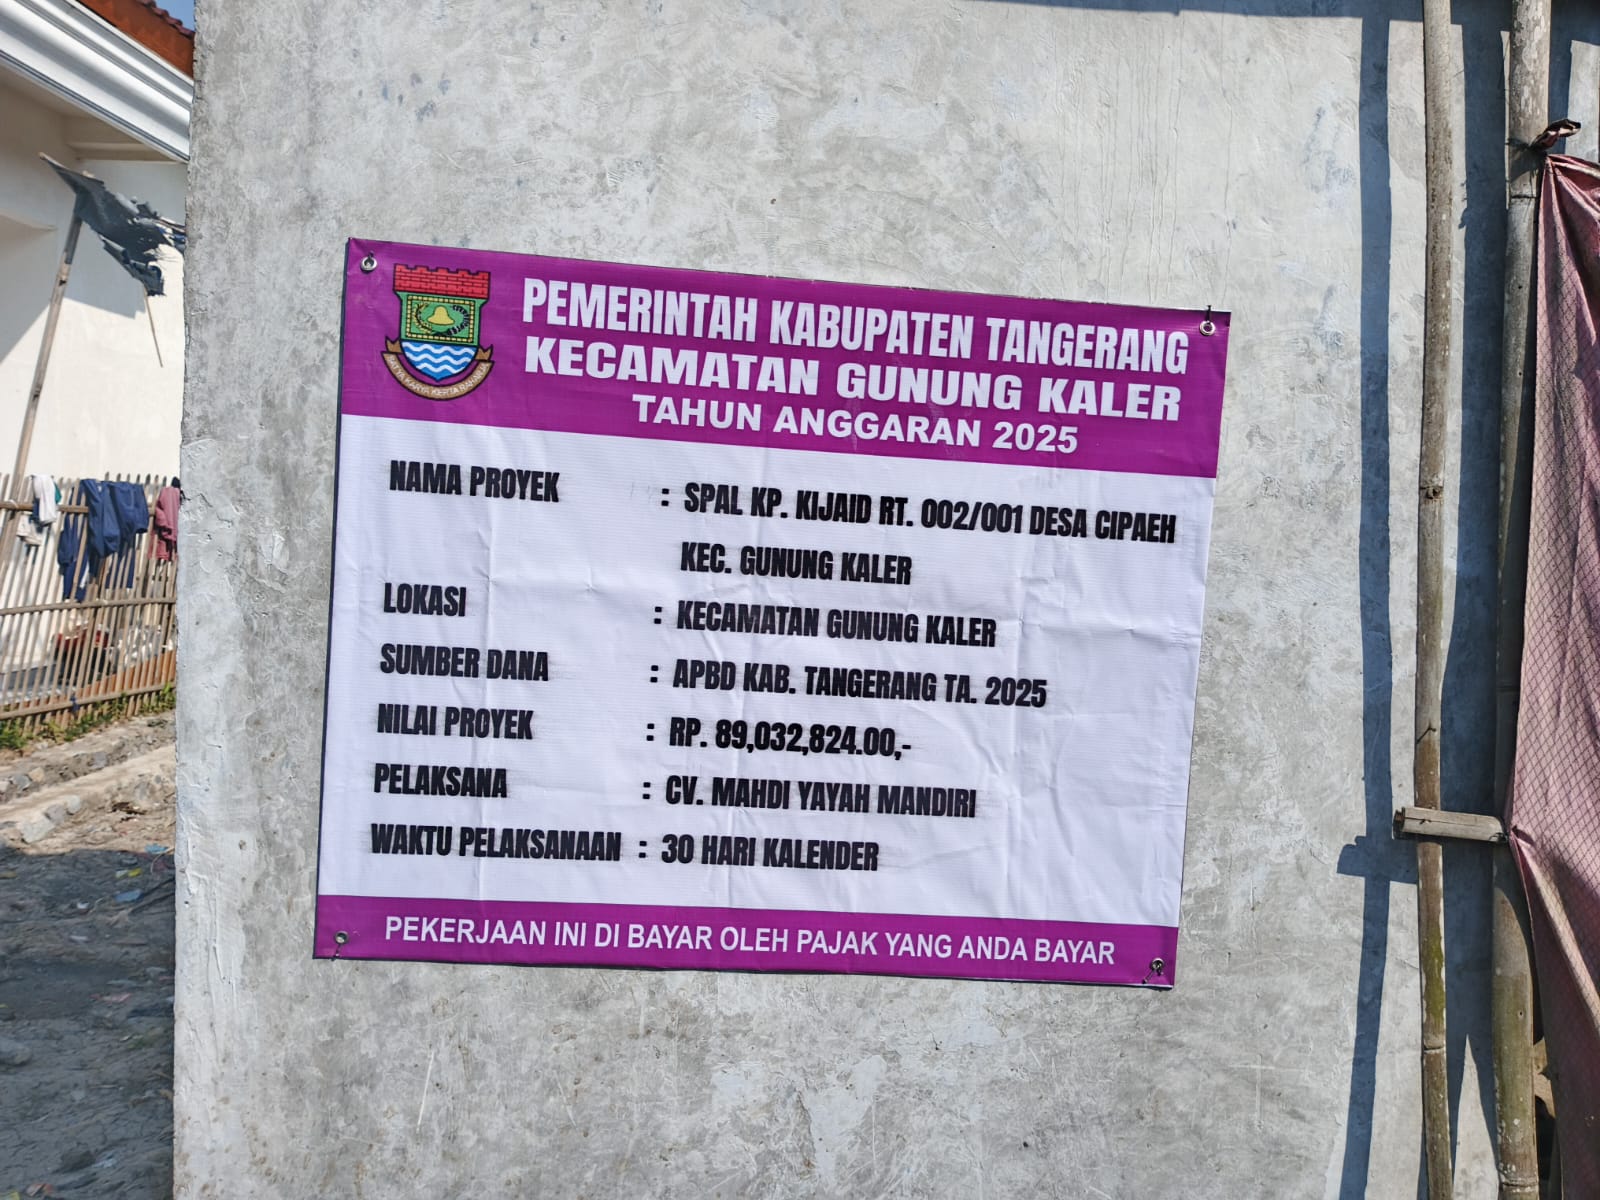 PEMERINTAH KABUPATEN TANGERANG
KECAMATAN GUNUNG KALER
TAHUN ANGGARAN 2025
NAMA PROYEK : SPAL KP. KIJAID RT. 002/001 DESA CIPAEH
KEC. GUNUNG KALER
LOKASI : KECAMATAN GUNUNG KALER
SUMBER DANA : APBD KAB. TANGERANG TA. 2025
NILAI PROYEK : RP. 89,032,824.00,-
PELAKSANA : CV. MAHDI YAYAH MANDIRI
WAKTU PELAKSANAAN : 30 HARI KALENDER
PEKERJAAN INI DI BAYAR OLEH PAJAK YANG ANDA BAYAR